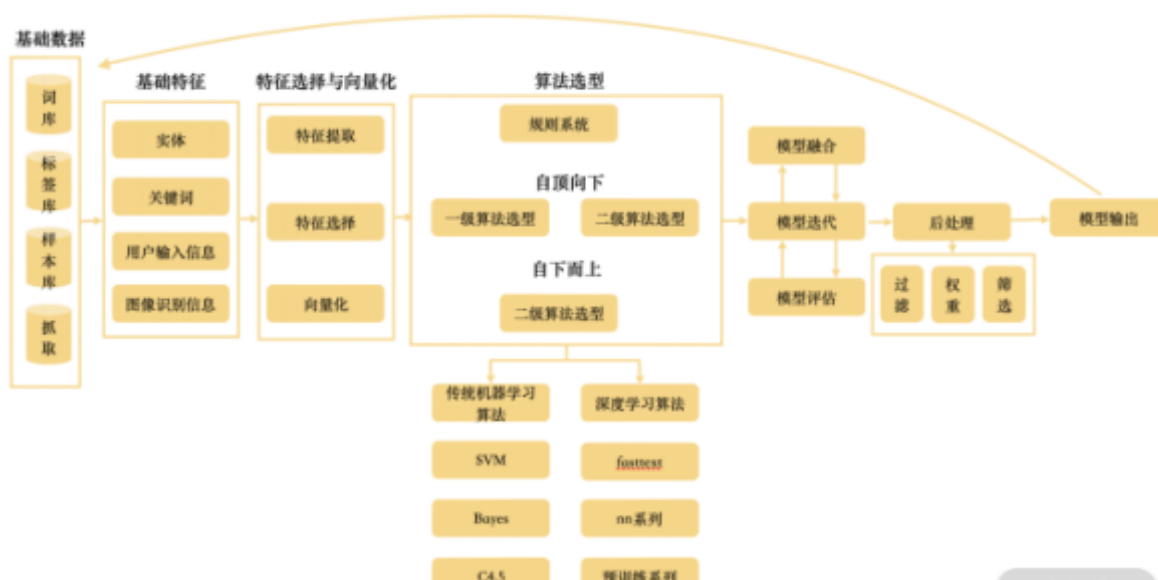 基础数据
词
库
标
签
库
样
本
库
抓
取
基础特征
实体
关键词
用户输入信息
图像识别信息
特征选择与向量化
特征提取
特征选择
向量化
算法选型
规则系统
自顶向下
一级算法选型
二级算法选型
自下而上
二级算法选型
传统机器学习
算法
SVM
Bayes
C4.5
深度学习算法
fasttext
nn系列
预训练系列
模型融合
模型迭代
模型评估
后处理
过
滤
权
重
筛
选
模型输出